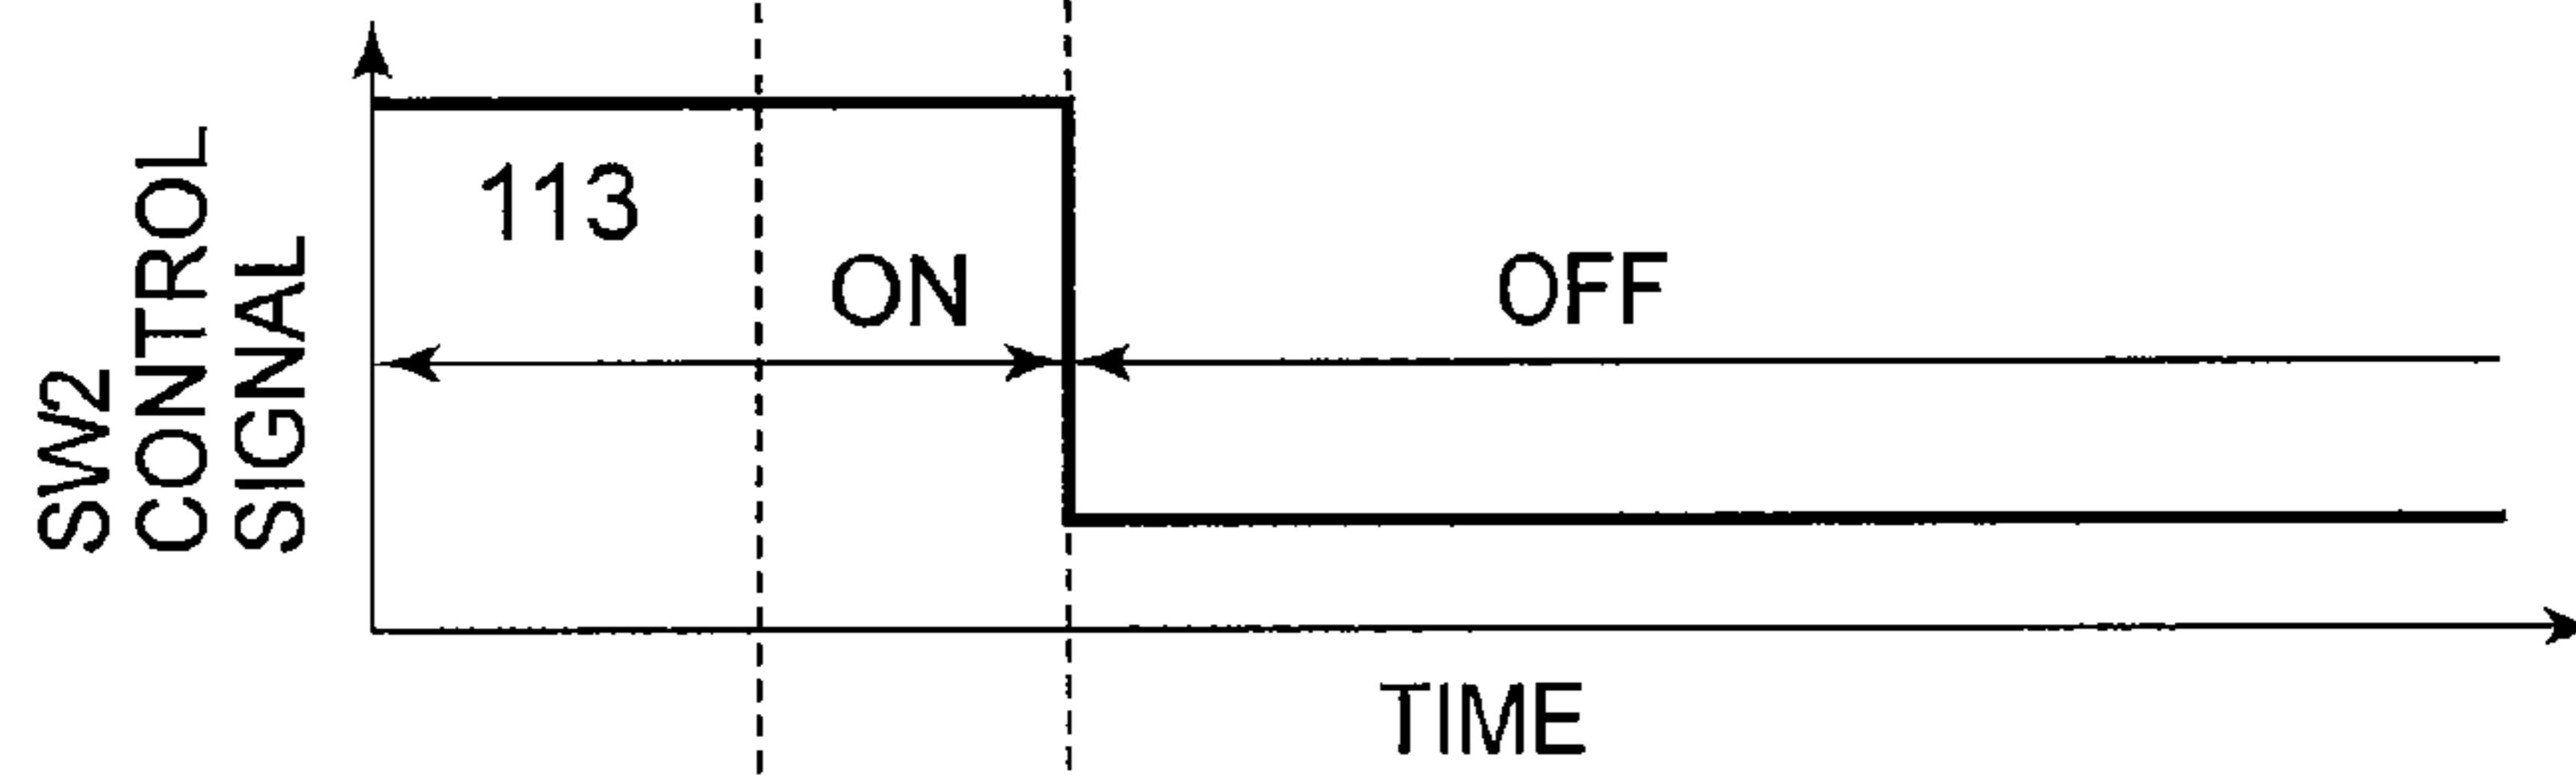 SW2
CONTROL
SIGNAL
113
ON
OFF
TIME